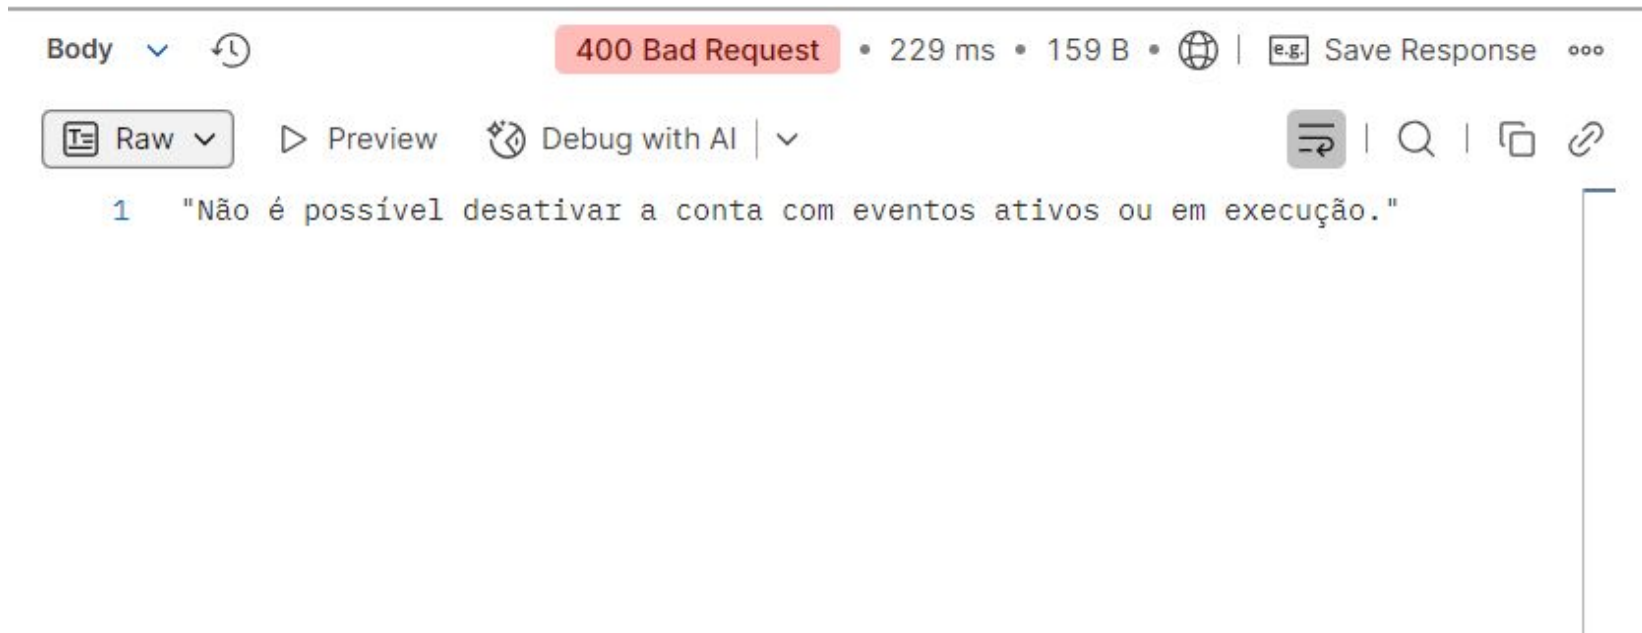 Body
400 Bad Request • 229 ms • 159 B • e.g. Save Response
Raw Preview Debug with AI
1 "Não é possível desativar a conta com eventos ativos ou em execução."